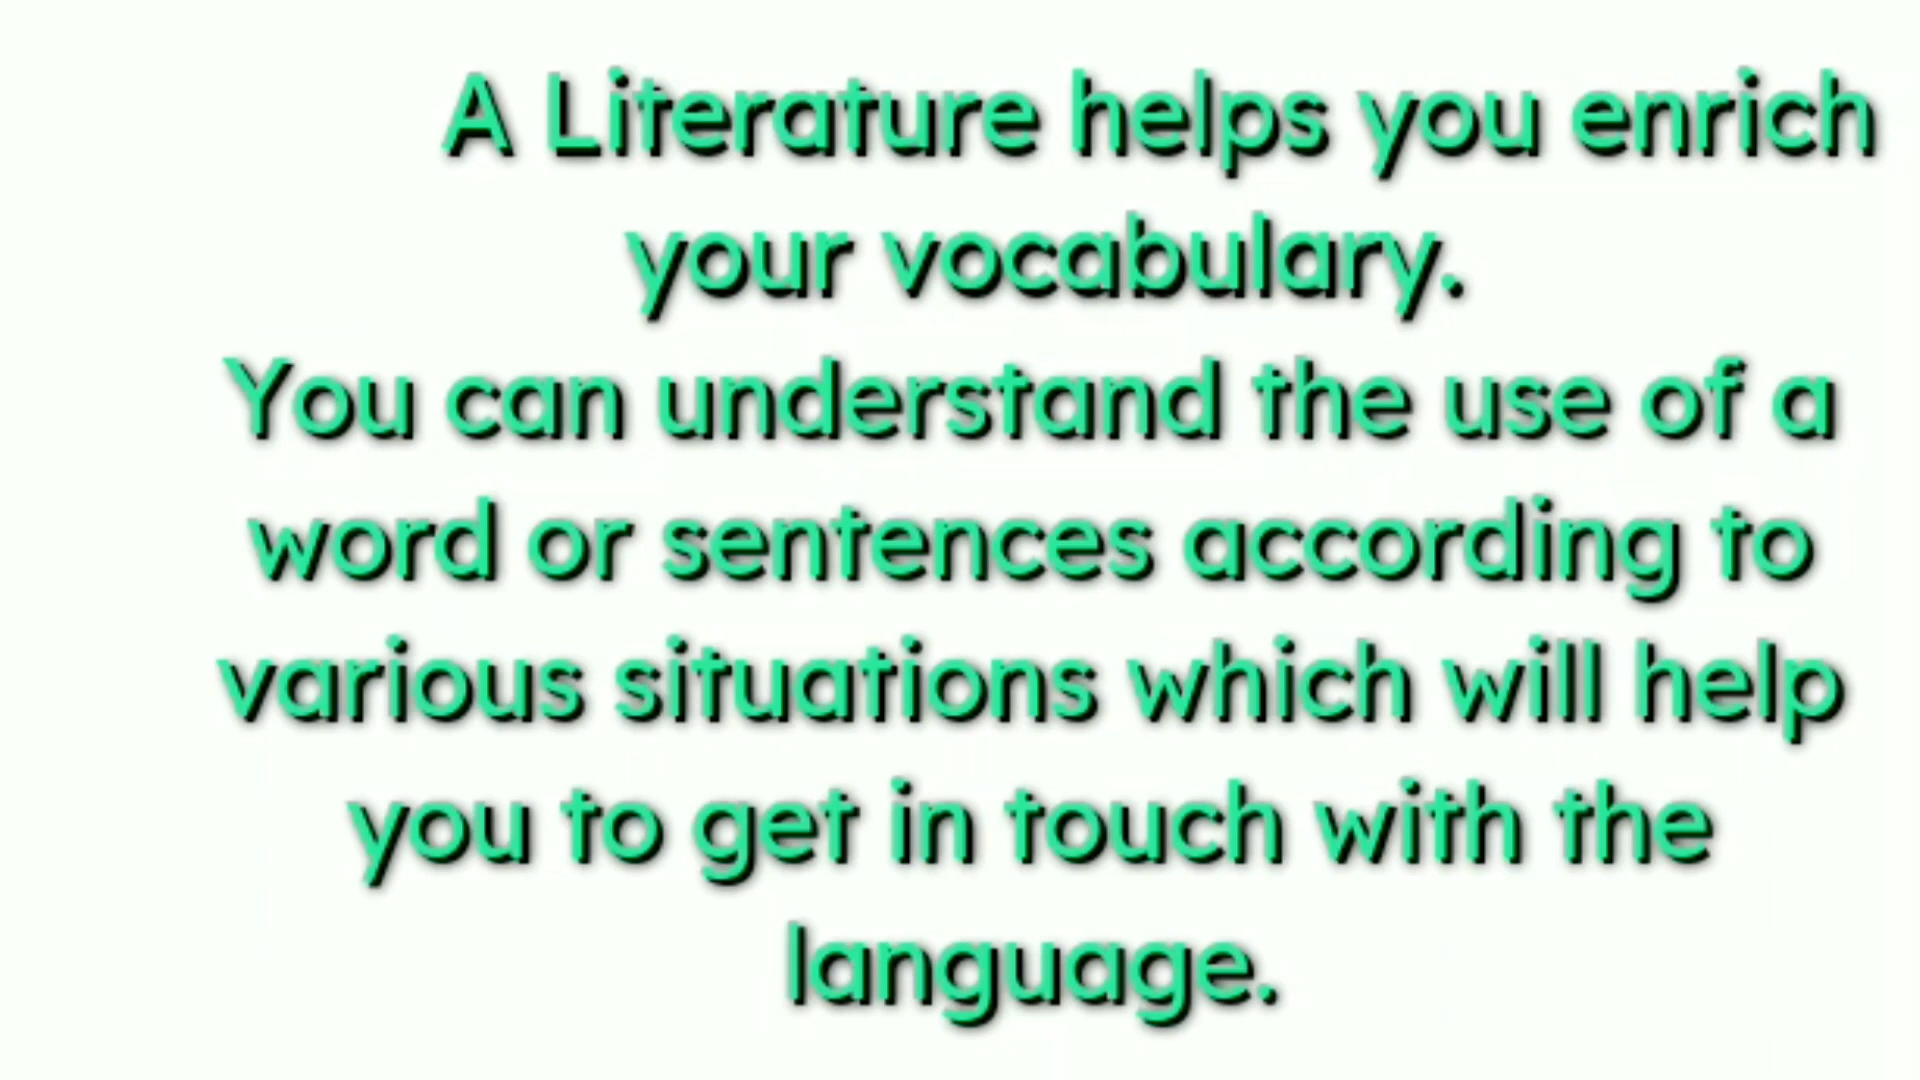 A Literature helps you enrich
your vocabulary.
You can understand the use of a
word or sentences according to
various situations which will help
you to get in touch with the
language.